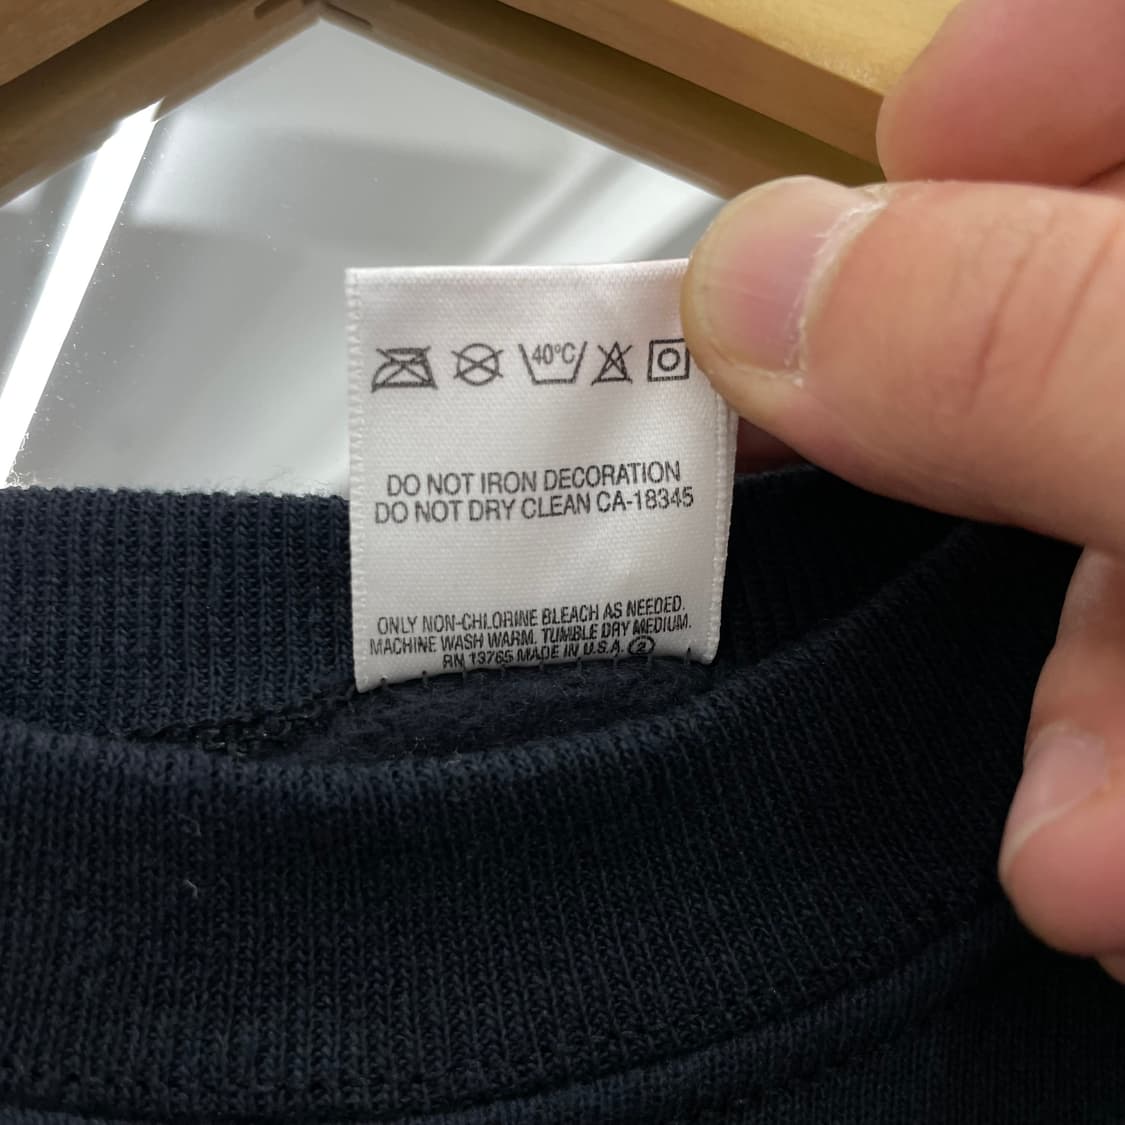 40°C
DO NOT IRON DECORATION
DO NOT DRY CLEAN CA-18345
ONLY NON-CHLORINE BLEACH AS NEEDED.
MACHINE WASH WARM. TUMBLE DRY MEDIUM.
RN 13765 MADE IN U.S.A. ②